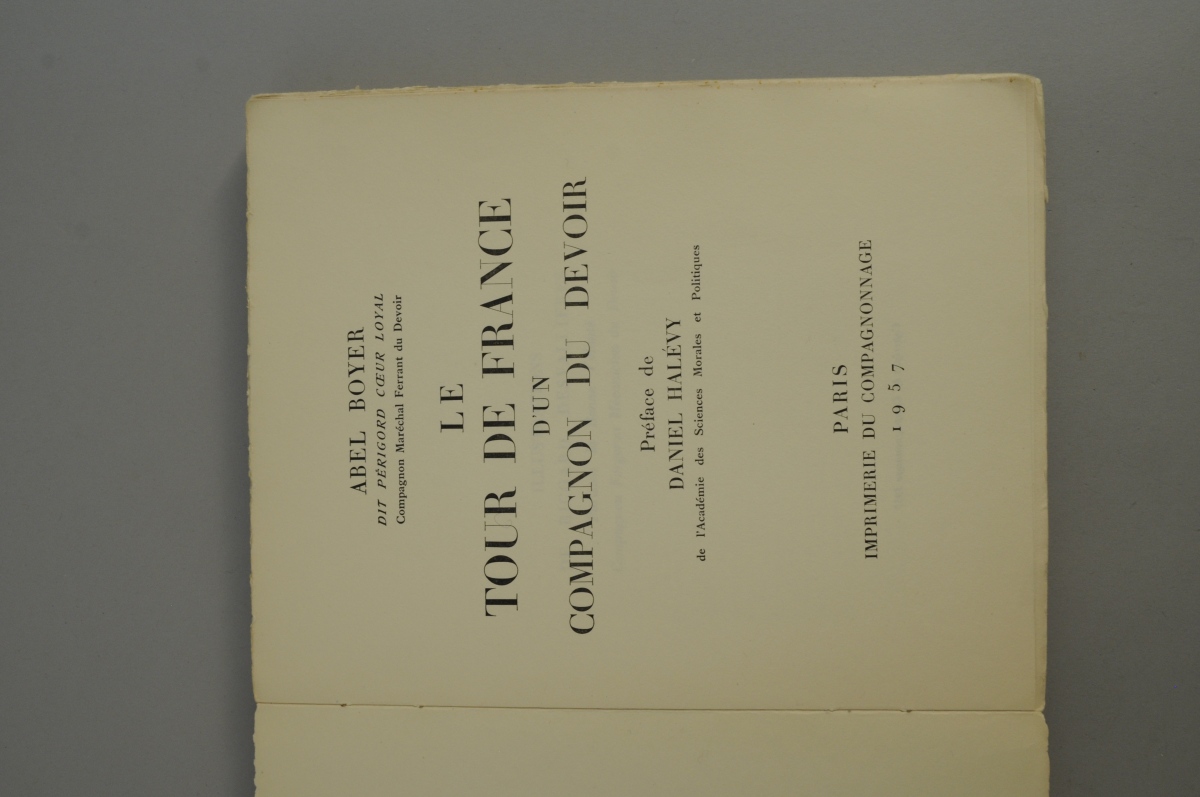 ABEL BOYER
DIT PÉRIGORD CŒUR LOYAL
Compagnon Maréchal Ferrant du Devoir
LE
TOUR DE FRANCE
D'UN
COMPAGNON DU DEVOIR
Préface de
DANIEL HALÉVY
de l'Académie des Sciences Morales et Politiques
PARIS
IMPRIMERIE DU COMPAGNONNAGE
1957